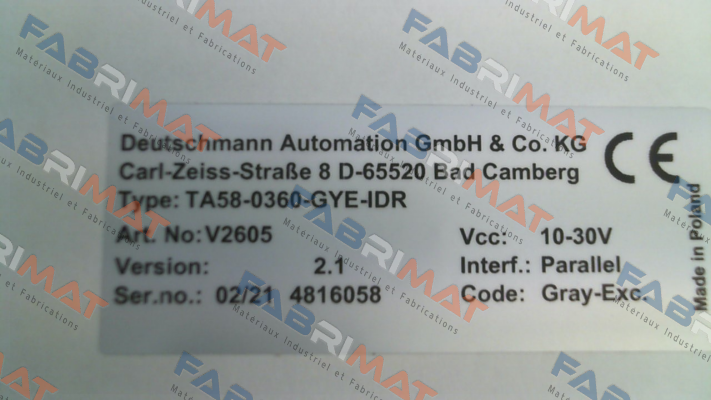 Deutschmann Automation GmbH & Co. KG
Carl-Zeiss-Straße 8 D-65520 Bad Camberg
Type: TA58-0360-GYE-IDR
Art. No: V2605 Vcc: 10-30V
Version: 2.1 Interf.: Parallel
Ser.no.: 02/21 4816058 Code: Gray-Exc.
CE
Made in Poland
FABRIMAT
Materiaux Industriel et Fabrications